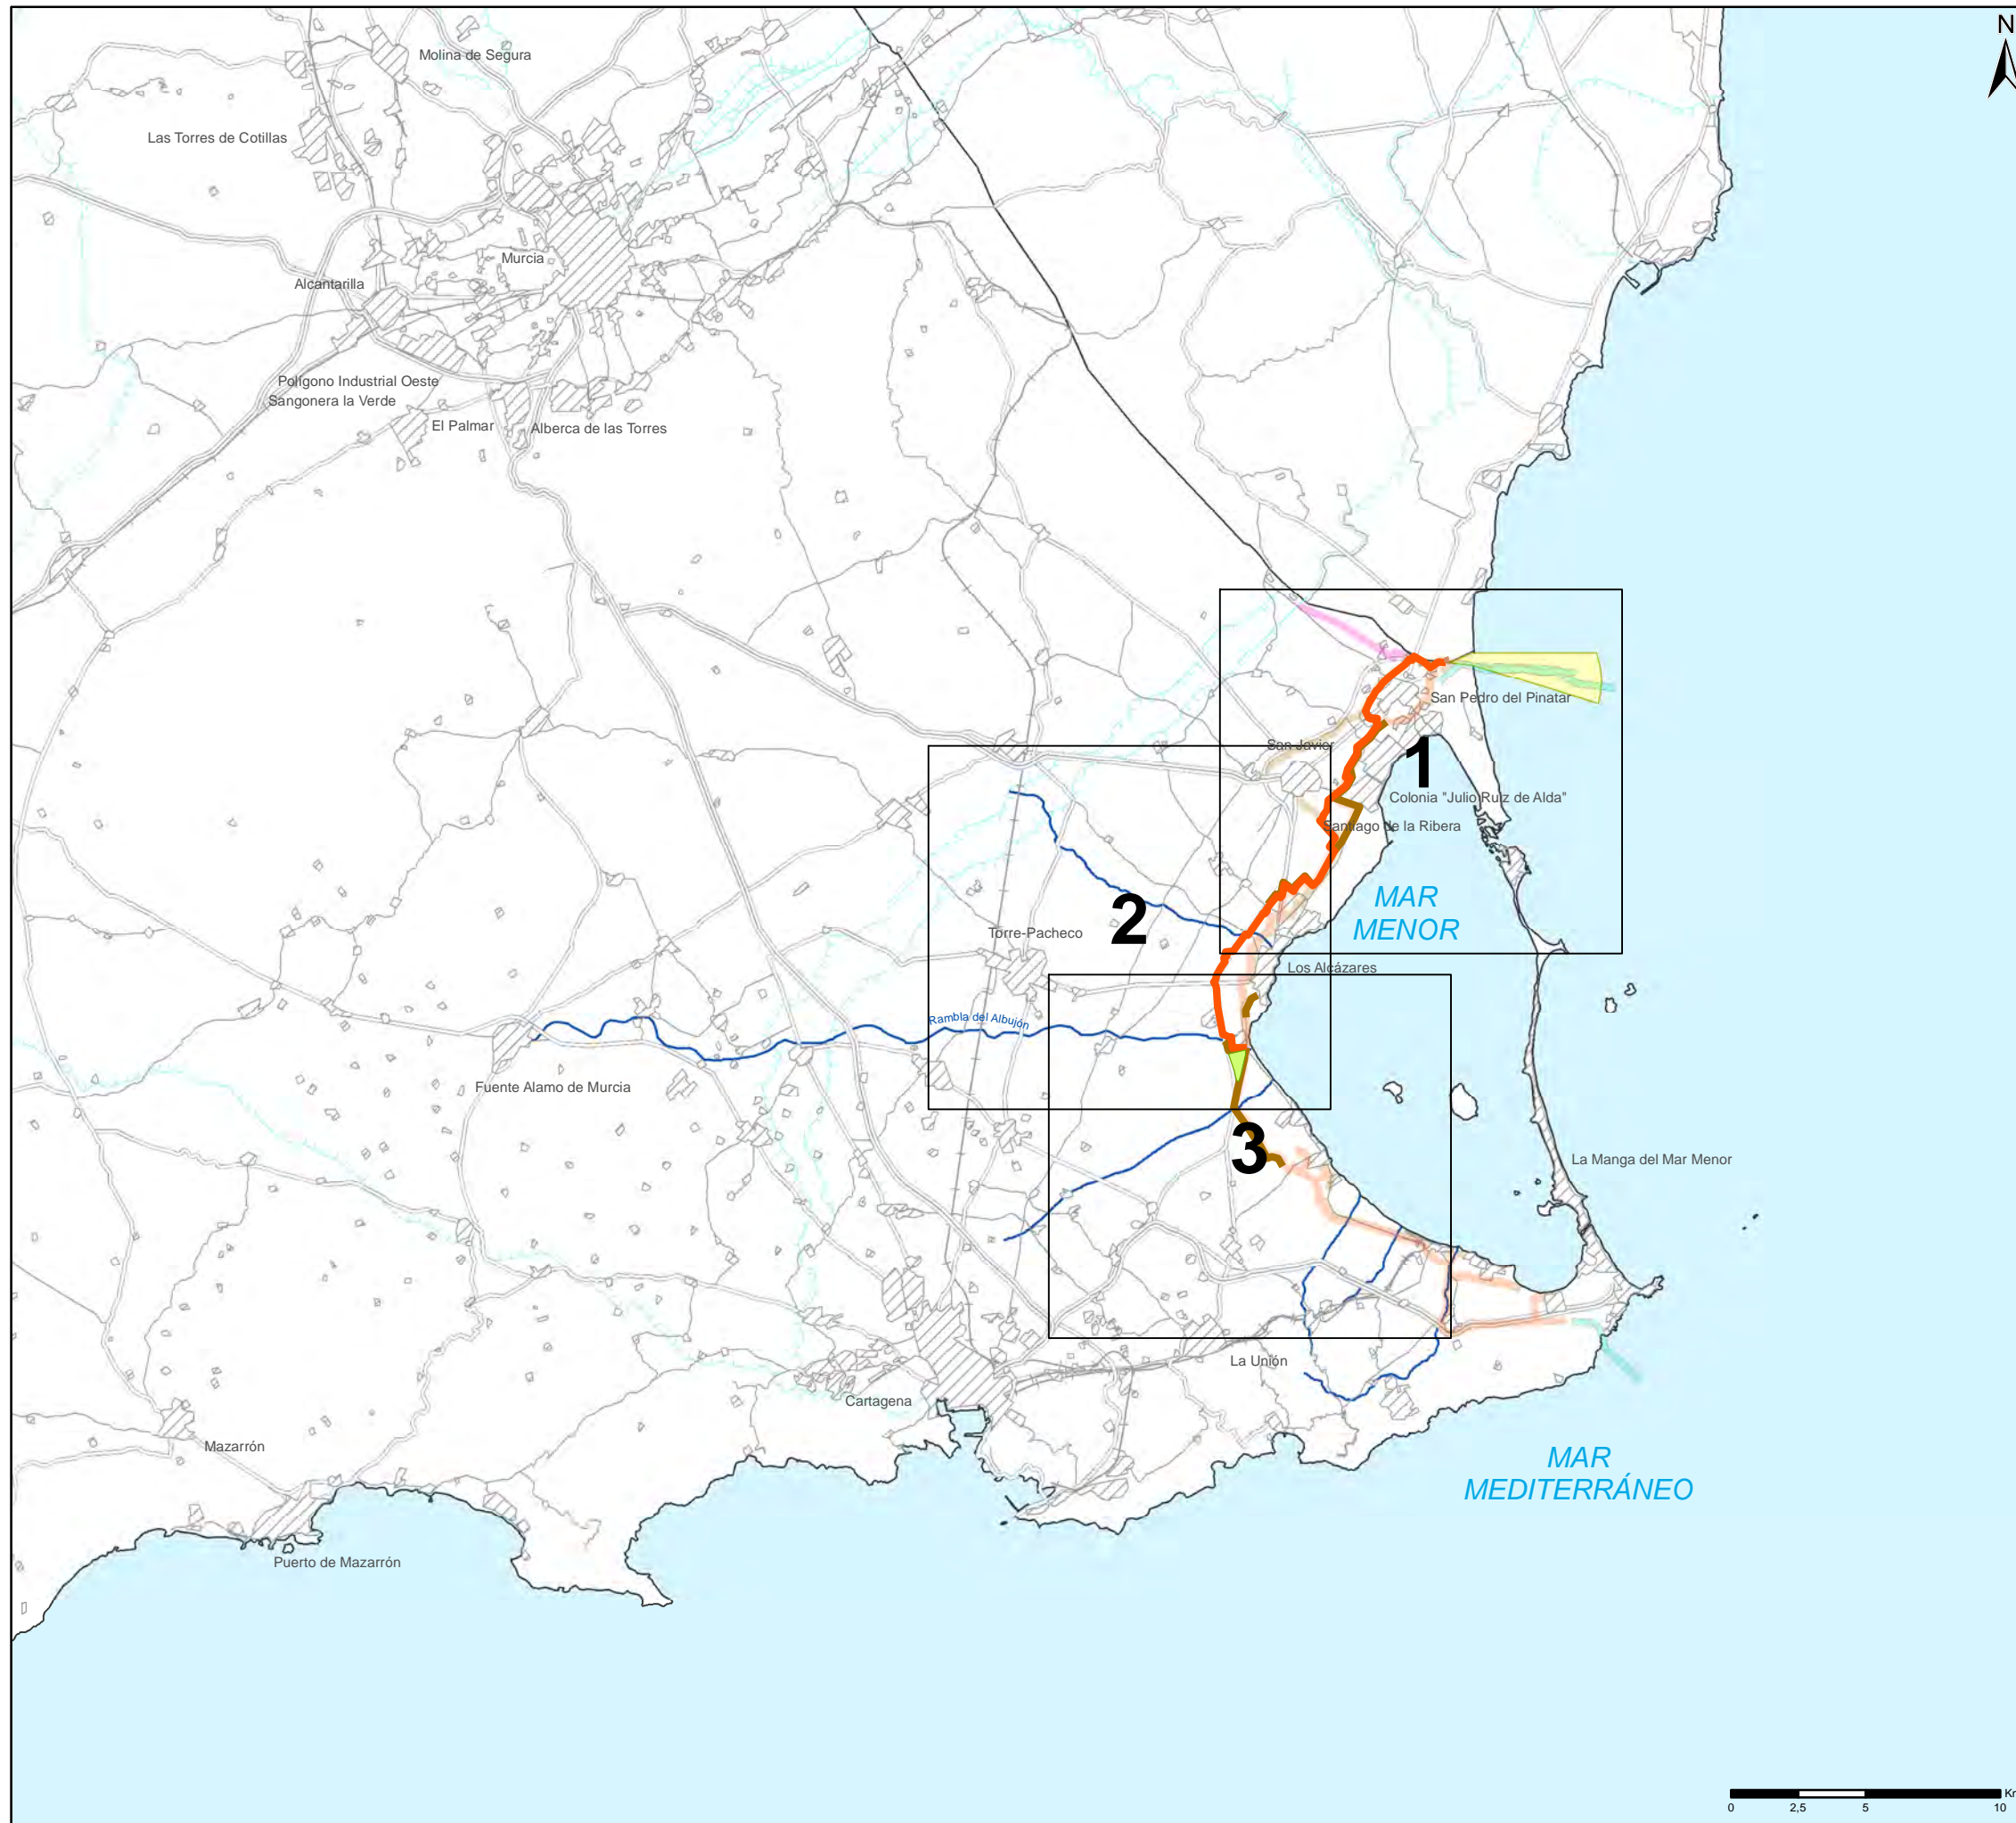 N
Molina de Segura
Las Torres de Cotillas
Murcia
Alcantarilla
Polígono Industrial Oeste
Sangonera la Verde
El Palmar
Alberca de las Torres
San Pedro del Pinatar
San Javier
1
Colonia "Julio Ruiz de Alda"
Santiago de la Ribera
MAR
MENOR
2
Torre-Pacheco
Los Alcázares
Rambla del Albujón
Fuente Alamo de Murcia
3
La Manga del Mar Menor
La Unión
Cartagena
Mazarrón
MAR
MEDITERRÁNEO
Puerto de Mazarrón
0 2,5 5 10